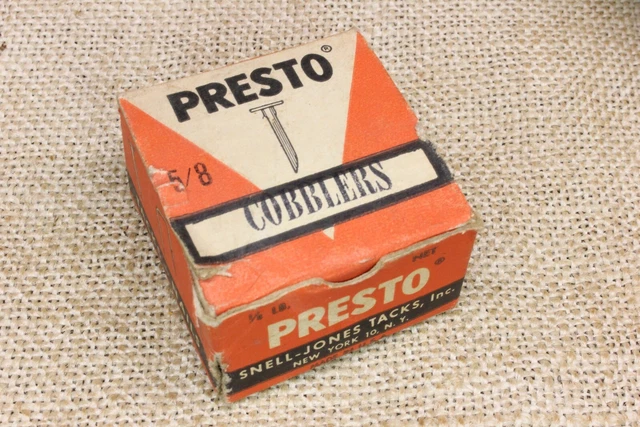 PRESTO®
5/8
COBBLERS
½ LB. NET
PRESTO®
SNELL-JONES TACKS, Inc.
NEW YORK 10, N. Y.